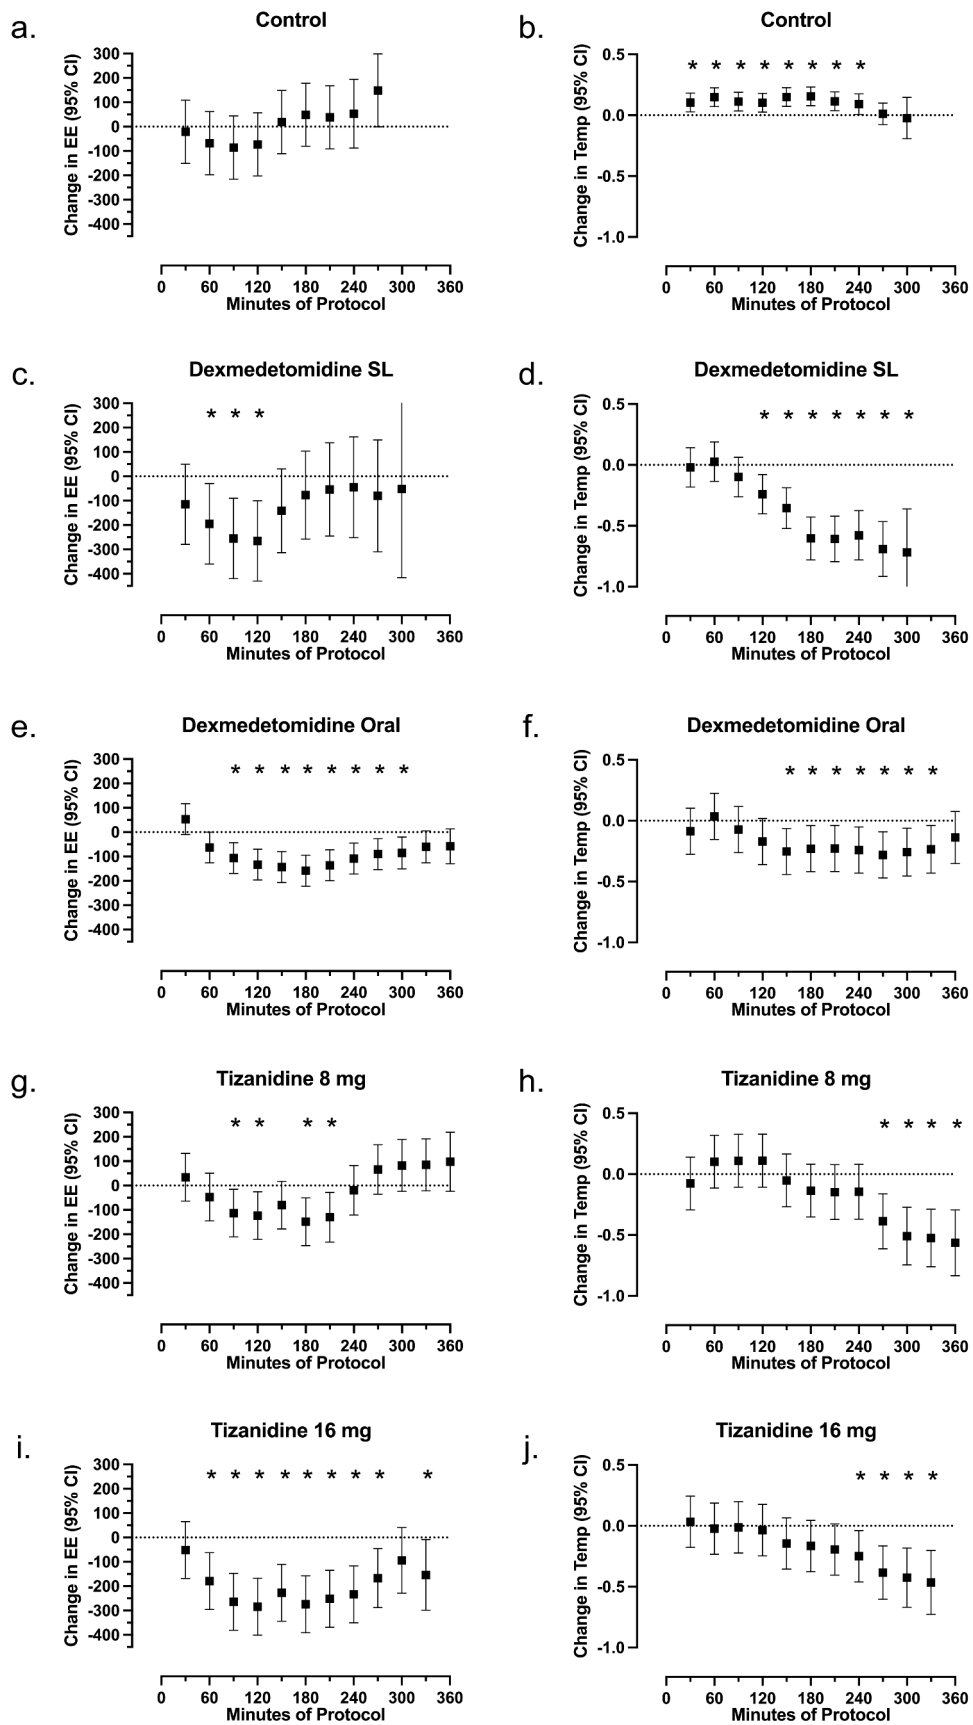 a.
Control
Change in EE (95% CI)
300
200
100
0
-100
-200
-300
-400
0 60 120 180 240 300 360
Minutes of Protocol
b.
Control
Change in Temp (95% CI)
* * * * * * * *
0.5
0.0
-0.5
-1.0
0 60 120 180 240 300 360
Minutes of Protocol
c.
Dexmedetomidine SL
Change in EE (95% CI)
* * *
300
200
100
0
-100
-200
-300
-400
0 60 120 180 240 300 360
Minutes of Protocol
d.
Dexmedetomidine SL
Change in Temp (95% CI)
* * * * * * *
0.5
0.0
-0.5
-1.0
0 60 120 180 240 300 360
Minutes of Protocol
e.
Dexmedetomidine Oral
Change in EE (95% CI)
* * * * * * * *
300
200
100
0
-100
-200
-300
-400
0 60 120 180 240 300 360
Minutes of Protocol
f.
Dexmedetomidine Oral
Change in Temp (95% CI)
* * * * * * *
0.5
0.0
-0.5
-1.0
0 60 120 180 240 300 360
Minutes of Protocol
g.
Tizanidine 8 mg
Change in EE (95% CI)
* * * *
300
200
100
0
-100
-200
-300
-400
0 60 120 180 240 300 360
Minutes of Protocol
h.
Tizanidine 8 mg
Change in Temp (95% CI)
* * * *
0.5
0.0
-0.5
-1.0
0 60 120 180 240 300 360
Minutes of Protocol
i.
Tizanidine 16 mg
Change in EE (95% CI)
* * * * * * * * *
300
200
100
0
-100
-200
-300
-400
0 60 120 180 240 300 360
Minutes of Protocol
j.
Tizanidine 16 mg
Change in Temp (95% CI)
* * * *
0.5
0.0
-0.5
-1.0
0 60 120 180 240 300 360
Minutes of Protocol